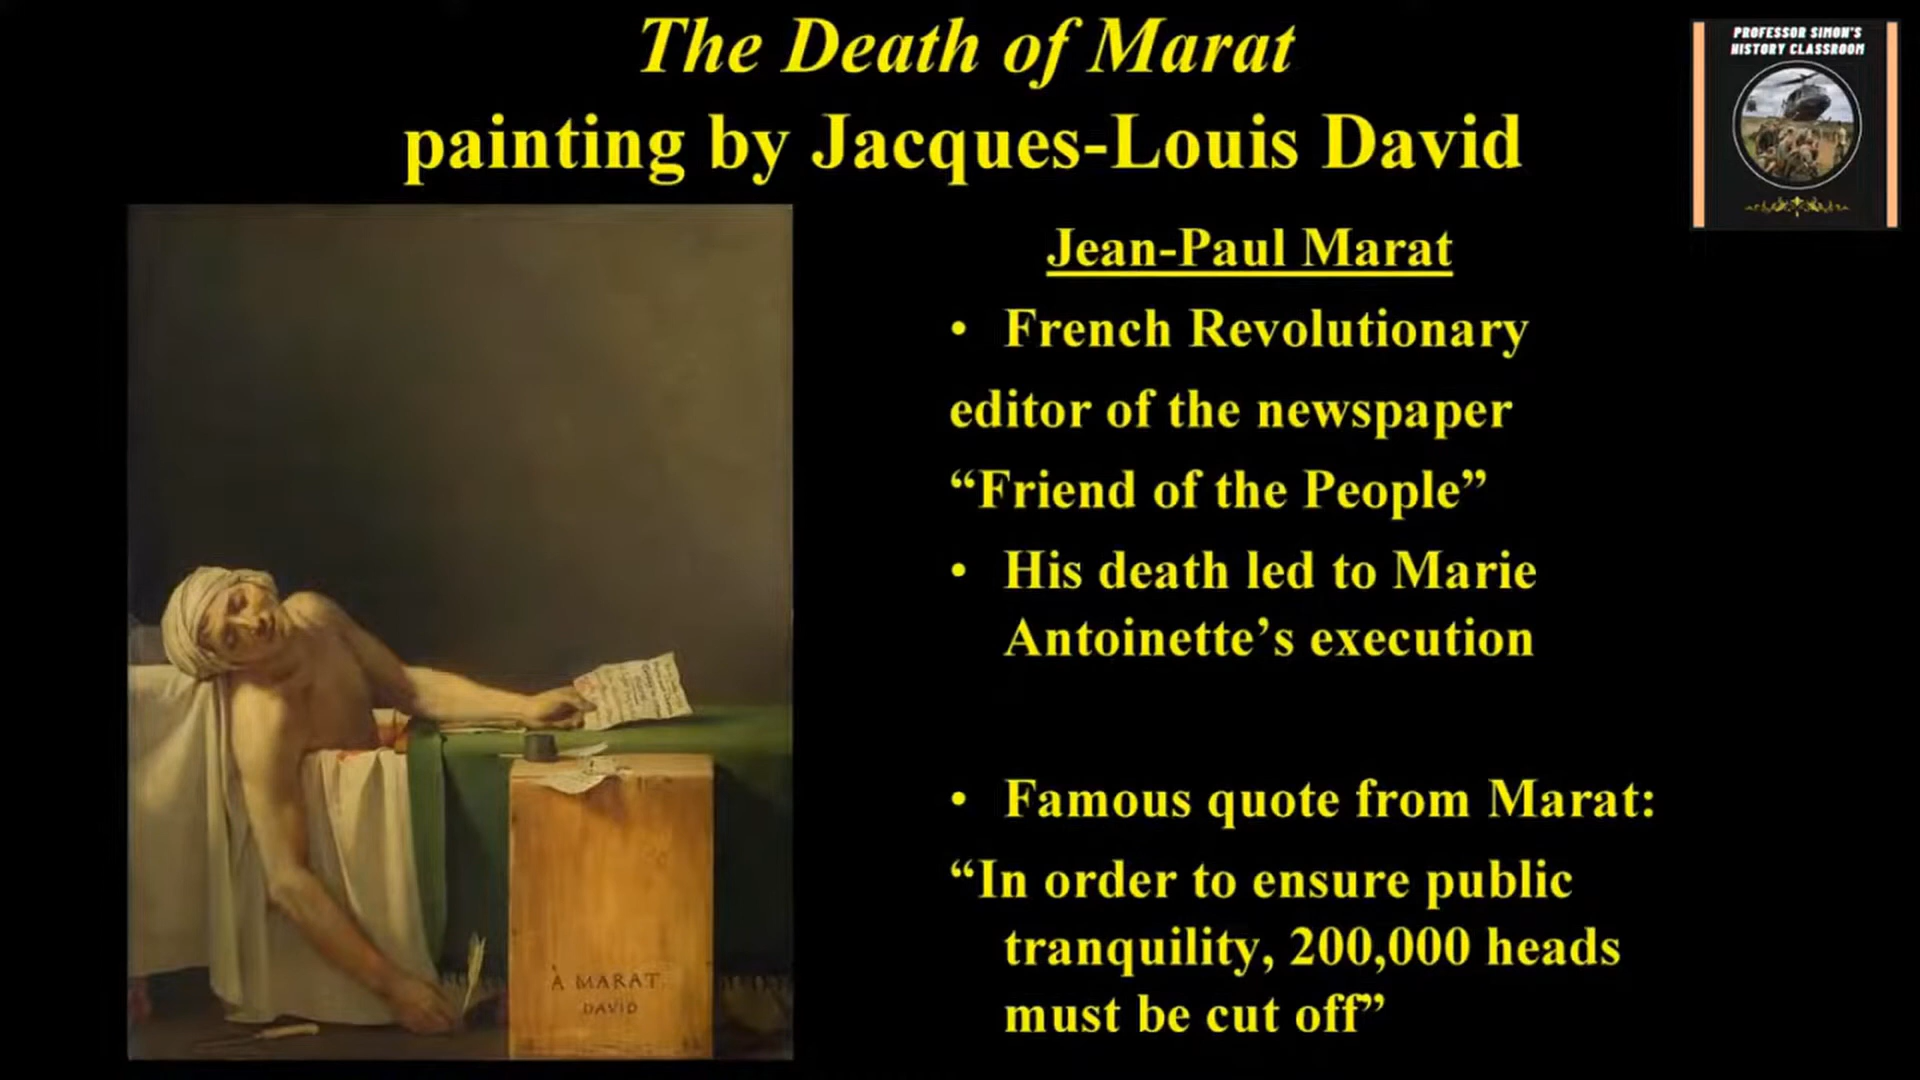 The Death of Marat
painting by Jacques-Louis David
PROFESSOR SIMON'S
HISTORY CLASSROOM
Jean-Paul Marat
• French Revolutionary
editor of the newspaper
“Friend of the People”
• His death led to Marie
Antoinette’s execution
• Famous quote from Marat:
“In order to ensure public
tranquility, 200,000 heads
must be cut off”
À MARAT.
DAVID